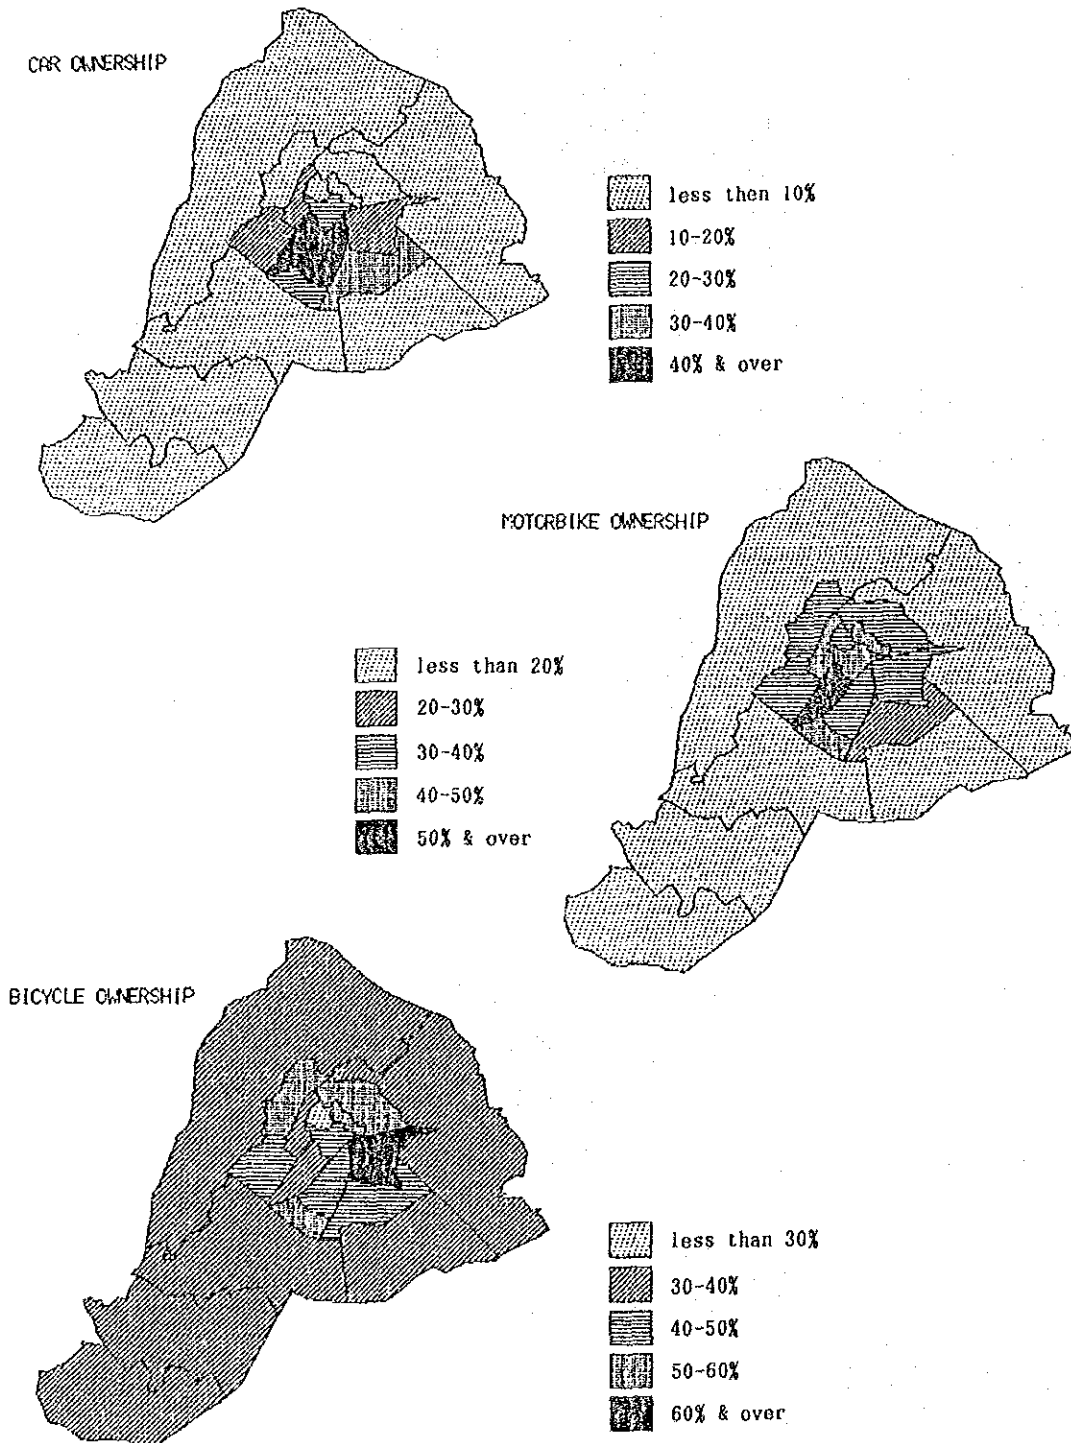 CAR OWNERSHIP
less then 10%
10-20%
20-30%
30-40%
40% & over
MOTORBIKE OWNERSHIP
less than 20%
20-30%
30-40%
40-50%
50% & over
BICYCLE OWNERSHIP
less than 30%
30-40%
40-50%
50-60%
60% & over